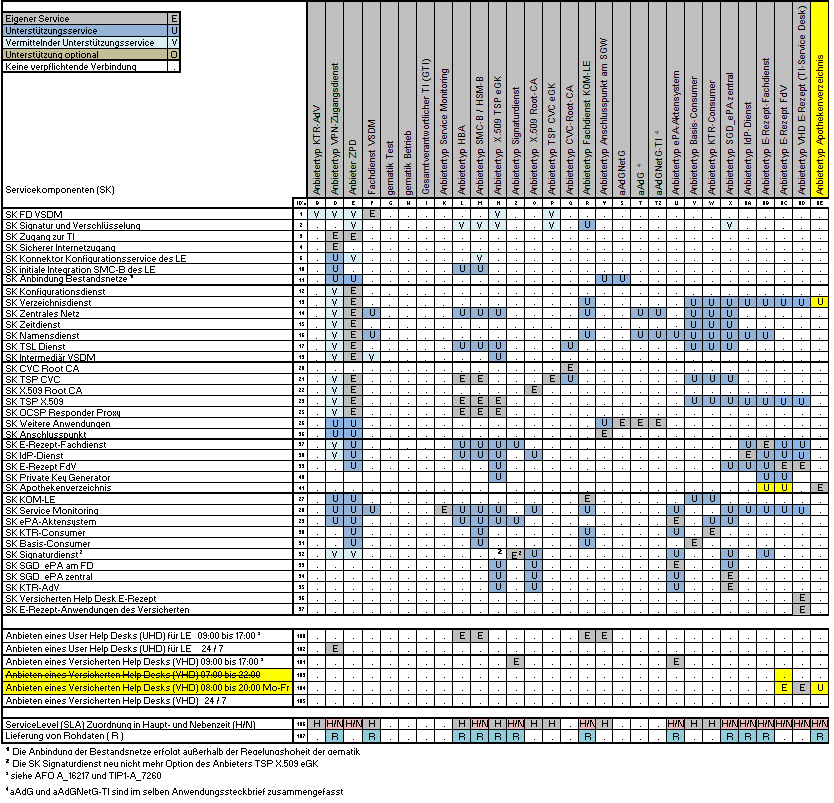 Eigener Service E
Unterstützungsservice U
Vermittelnder Unterstützungsservice V
Unterstützung optional O
Keine verpflichtende Verbindung .
Servicekomponenten (SK)
Anbietertyp KTR-AdV
Anbietertyp VPN-Zugangsdienst
Anbieter ZPD
Fachdienst VSDM
gematik Test
gematik Betrieb
Gesamtverantwortlicher TI (GTI)
Anbietertyp Service Monitoring
Anbietertyp HBA
Anbietertyp SMC-B / HSM-B
Anbietertyp X.509 TSP eGK
Anbietertyp Signaturdienst
Anbietertyp X.509 Root-CA
Anbietertyp TSP CVC eGK
Anbietertyp CVC-Root-CA
Anbietertyp Fachdienst KOM-LE
Anbietertyp Anschlusspunkt am SGW
aAdGNetG
aAdG ⁴
aAdGNetG-TI ⁴
Anbietertyp ePA-Aktensystem
Anbietertyp Basis-Consumer
Anbietertyp KTR-Consumer
Anbietertyp SGD_ePA zentral
Anbietertyp IdP-Dienst
Anbietertyp E-Rezept-Fachdienst
Anbietertyp E-Rezept FdV
Anbietertyp VHD E-Rezept (TI-Service Desk)
Anbietertyp Apothekenverzeichnis
SK FD VSDM V V V E V V
SK Signatur und Verschlüsselung V V V V V U V
SK Zugang zur TI E E
SK Sicherer Internetzugang E
SK Konnektor Konfigurationsservice des LE U V V
SK initiale Integration SMC-B des LE U U U
SK Anbindung Bestandsnetze ¹ U U U U
SK Konfigurationsdienst V E
SK Verzeichnisdienst V E U U U U U U U U U
SK Zentrales Netz V E U U U U U U U U U U
SK Zeitdienst V E U U U
SK Namensdienst V E U U U U U U U U U U
SK TSL Dienst V E U U U U U U U
SK Intermediär VSDM V E V U
SK CVC Root CA E
SK TSP CVC V E E E E U U U U
SK X.509 Root CA V E E
SK TSP X.509 V E E E E U U U U U U U
SK OCSP Responder Proxy V E E E E
SK Weitere Anwendungen U U U E E E
SK Anschlusspunkt U U E
SK E-Rezept-Fachdienst V U U U U U U E U U
SK IdP-Dienst V U U U U U U E U U U
SK E-Rezept FdV U U U U U E E
SK Private Key Generator U U U
SK Apothekenverzeichnis U U E
SK KOM-LE U U E U U
SK Service Monitoring U U U E U U U U U U U U U U U U U
SK ePA-Aktensystem U U U U U U U E U U
SK KTR-Consumer U U U U E
SK Basis-Consumer U U U E
SK Signaturdienst ² V V ² E² U U U U
SK SGD ePA am FD U U E U
SK SGD ePA zentral U U U E
SK KTR-AdV U U U E
SK Versicherten Help Desk E-Rezept E
SK E-Rezept-Anwendungen des Versicherten E
Anbieten eines User Help Desks (UHD) für LE 09:00 bis 17:00 ³ E E E E
Anbieten eines User Help Desks (UHD) für LE 24 / 7 E
Anbieten eines Versicherten Help Desks (VHD) 09:00 bis 17:00 ³ E E
Anbieten eines Versicherten Help Desks (VHD) 07:00 bis 22:00
Anbieten eines Versicherten Help Desks (VHD) 08:00 bis 20:00 Mo-Fr E E U
Anbieten eines Versicherten Help Desks (VHD) 24 / 7
ServiceLevel (SLA) Zuordnung in Haupt- und Nebenzeit (H/N)
Lieferung von Rohdaten ( R )
¹ Die Anbindung der Bestandsnetze erfolgt außerhalb der Regelungshoheit der gematik
² Die SK Signaturdienst neu nicht mehr Option des Anbieters TSP X.509 eGK
³ siehe AFO A_16217 und TIP1-A_7260
⁴ aAdG und aAdGNetG-TI sind im selben Anwendungssteckbrief zusammengefasst